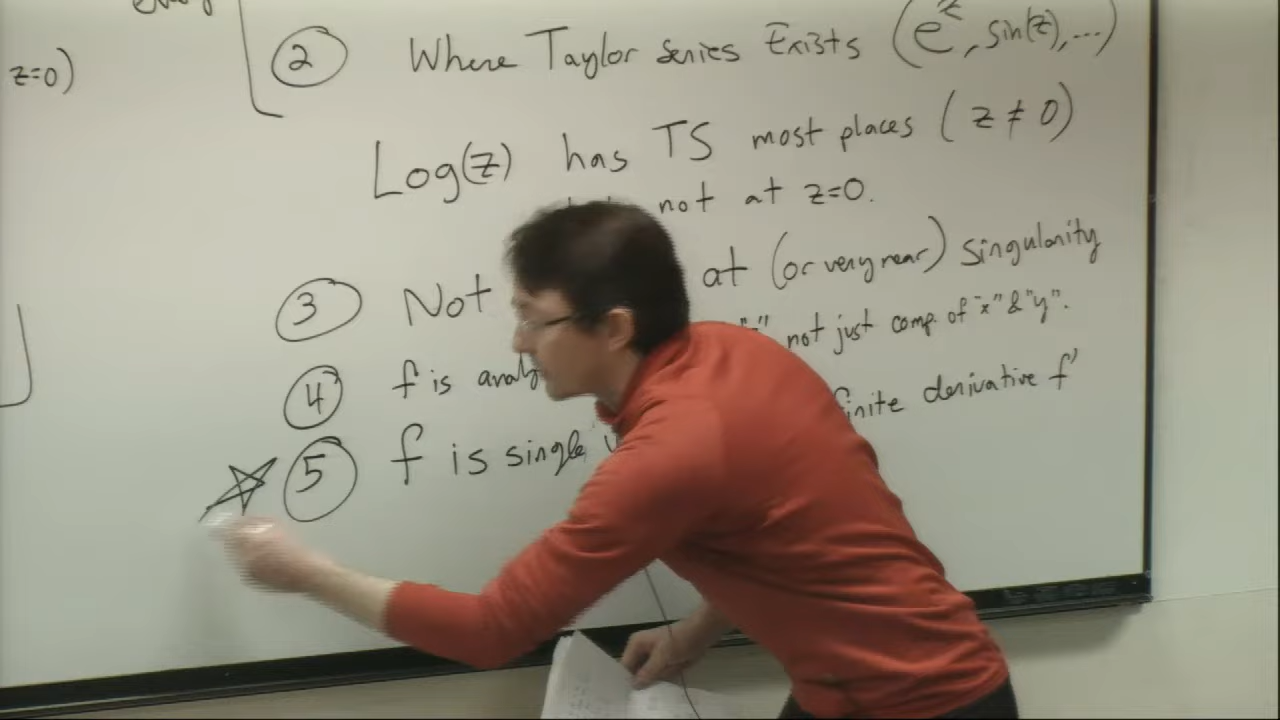 ② Where Taylor series Exists (e^z, sin(z), ...)
z=0)
Log(z) has TS most places (z ≠ 0)
not at z=0.
③ Not at (or very near) singularity
④ f is not just comp. of "x" & "y".
⑤ f is single finite derivative f'